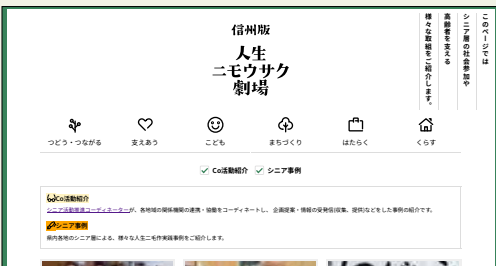 信州版
人生
ニモウサク
劇場
このページでは
シニア層の社会参加や
高齢者を支える
様々な取組をご紹介します。
つどう・つながる
支えあう
こども
まちづくり
はたらく
くらす
Co活動紹介
シニア事例
Co活動紹介
シニア活動推進コーディネーターが、各地域の関係機関の連携・協働をコーディネートし、企画提案・情報の受発信(収集、提供)などをした事例の紹介です。
シニア事例
県内各地のシニア層による、様々な人生二毛作実践事例をご紹介します。